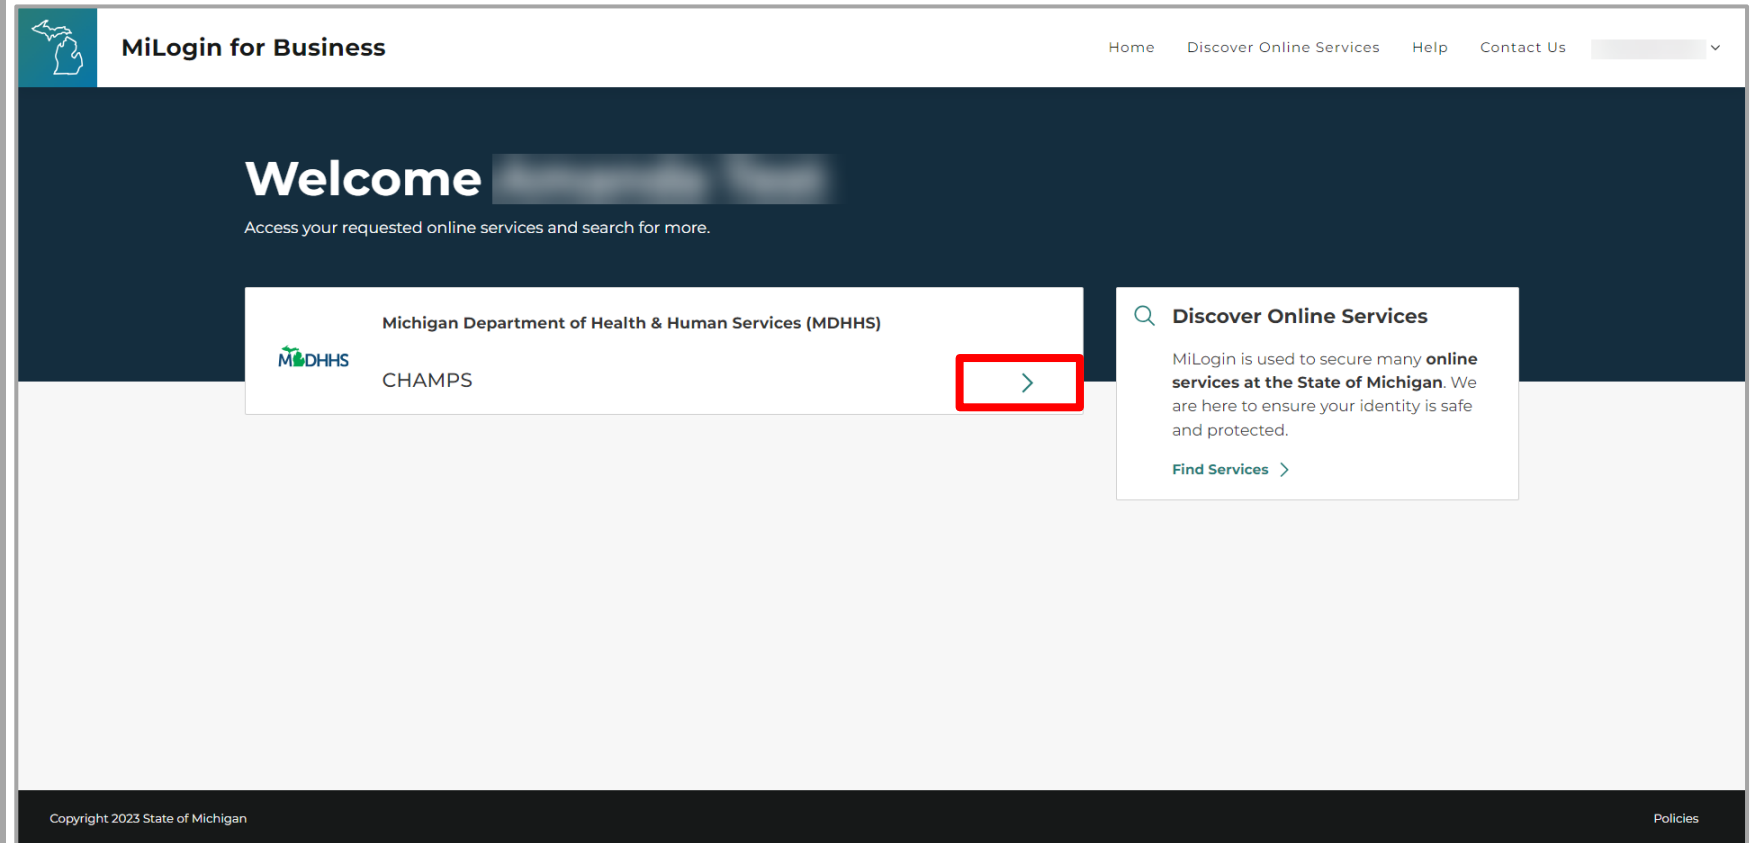 MiLogin for Business
Home Discover Online Services Help Contact Us
Welcome
Access your requested online services and search for more.
Michigan Department of Health & Human Services (MDHHS)
MDHHS
CHAMPS
Discover Online Services
MiLogin is used to secure many online
services at the State of Michigan. We
are here to ensure your identity is safe
and protected.
Find Services
Copyright 2023 State of Michigan
Policies